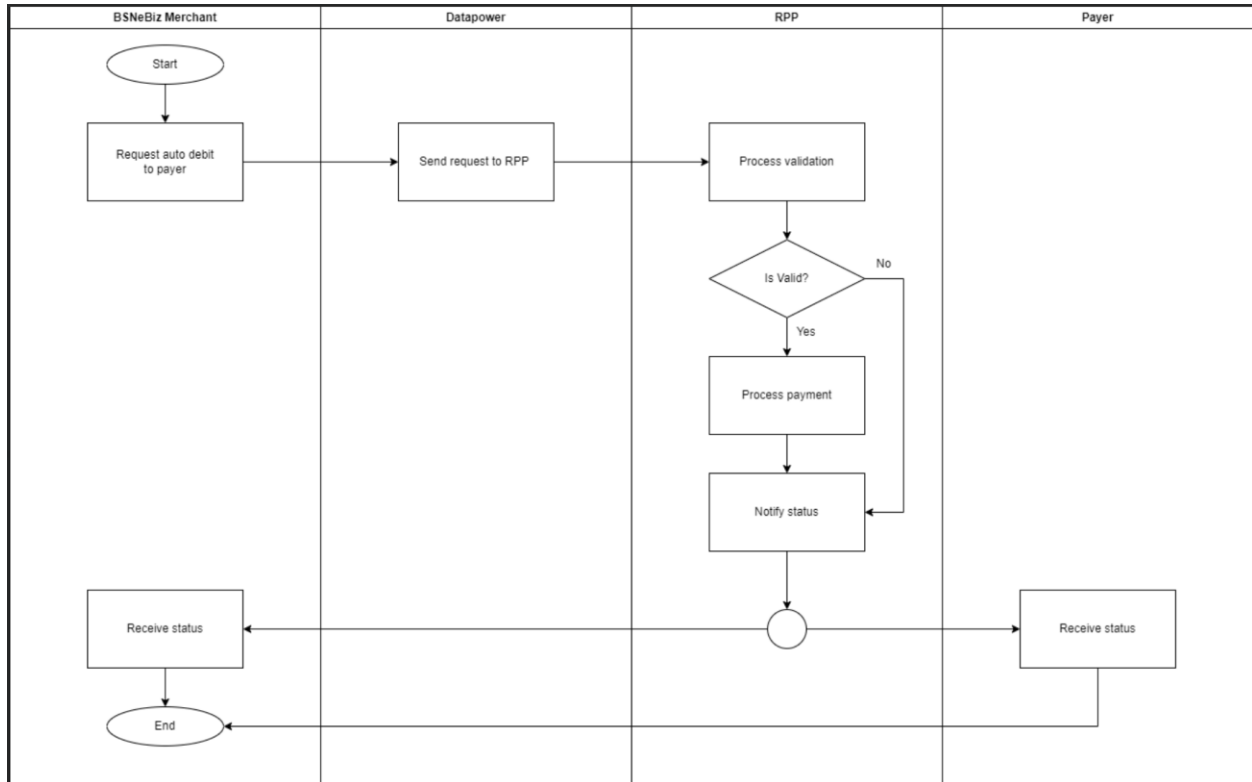 BSNeBiz Merchant
Datapower
RPP
Payer
Start
Request auto debit
to payer
Send request to RPP
Process validation
Is Valid?
No
Yes
Process payment
Notify status
Receive status
Receive status
End